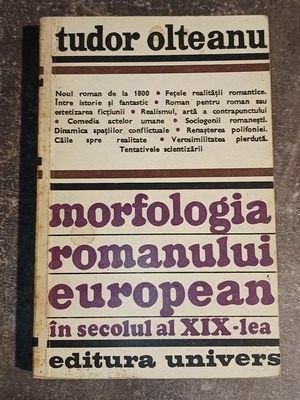 tudor olteanu
Noul roman de la 1800 • Fețele realității romantice.
Între istorie și fantastic • Roman pentru roman sau
estetizarea ficțiunii • Realismul, artă a contrapunctului
• Comedia actelor umane • Sociogonii romanești.
Dinamica spațiilor conflictuale • Renașterea polifoniei.
Căile spre realitate • Verosimilitatea pierdută.
Tentativele scientizării
morfologia
romanului
european
în secolul al XIX-lea
editura univers